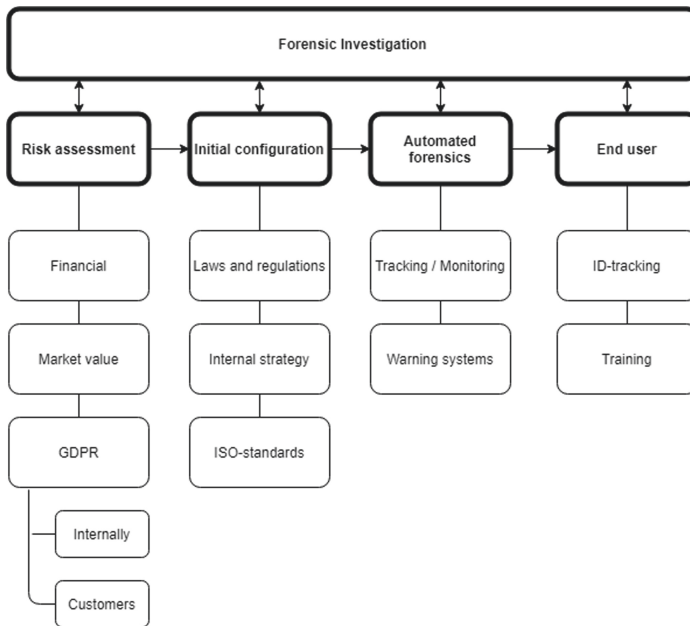 Forensic Investigation
Risk assessment
Initial configuration
Automated
forensics
End user
Financial
Laws and regulations
Tracking / Monitoring
ID-tracking
Market value
Internal strategy
Warning systems
Training
GDPR
ISO-standards
Internally
Customers